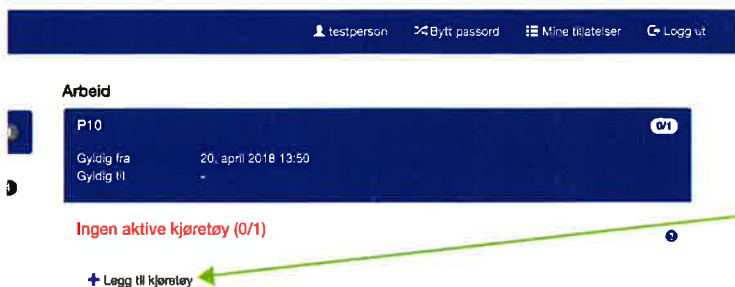 testperson Bytt passord Mine tillatelser Logg ut
Arbeid
P10 0/1
Gyldig fra 20. april 2018 13:50
Gyldig til -
Ingen aktive kjøretøy (0/1)
Legg til kjøretøy